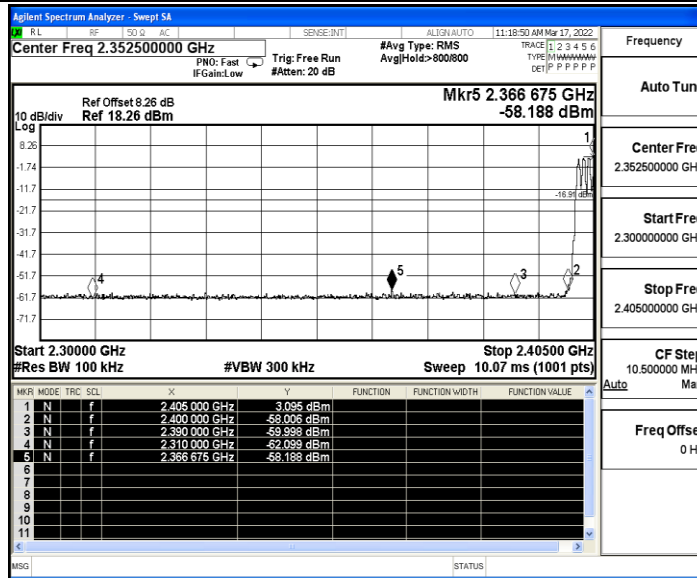 Agilent Spectrum Analyzer - Swept SA
RL RF 50 Ω AC SENSE:INT ALIGNAUTO 11:18:50 AM Mar 17, 2022
Center Freq 2.352500000 GHz
PNO: Fast
IFGain:Low
Trig: Free Run
#Atten: 20 dB
#Avg Type: RMS
Avg|Hold:>800/800
TRACE 1 2 3 4 5 6
TYPE M
DET P P P P P P
Mkr5 2.366 675 GHz
-58.188 dBm
Ref Offset 8.26 dB
Ref 18.26 dBm
10 dB/div
Log
8.26
-1.74
-11.7
-21.7
-31.7
-41.7
-51.7
-61.7
-71.7
1
-16.91 dBm
4
5
3
2
Start 2.30000 GHz Stop 2.40500 GHz
#Res BW 100 kHz #VBW 300 kHz Sweep 10.07 ms (1001 pts)
MKR MODE TRC SCL X Y FUNCTION FUNCTION WIDTH FUNCTION VALUE
1 N f 2.405 000 GHz 3.095 dBm
2 N f 2.400 000 GHz -58.006 dBm
3 N f 2.390 000 GHz -59.998 dBm
4 N f 2.310 000 GHz -62.099 dBm
5 N f 2.366 675 GHz -58.188 dBm
6
7
8
9
10
11
MSG STATUS
Frequency
Auto Tun
Center Fre
2.352500000 GH
Start Fre
2.300000000 GH
Stop Fre
2.405000000 GH
CF Step
10.500000 MH
Auto Ma
Freq Offse
0 H